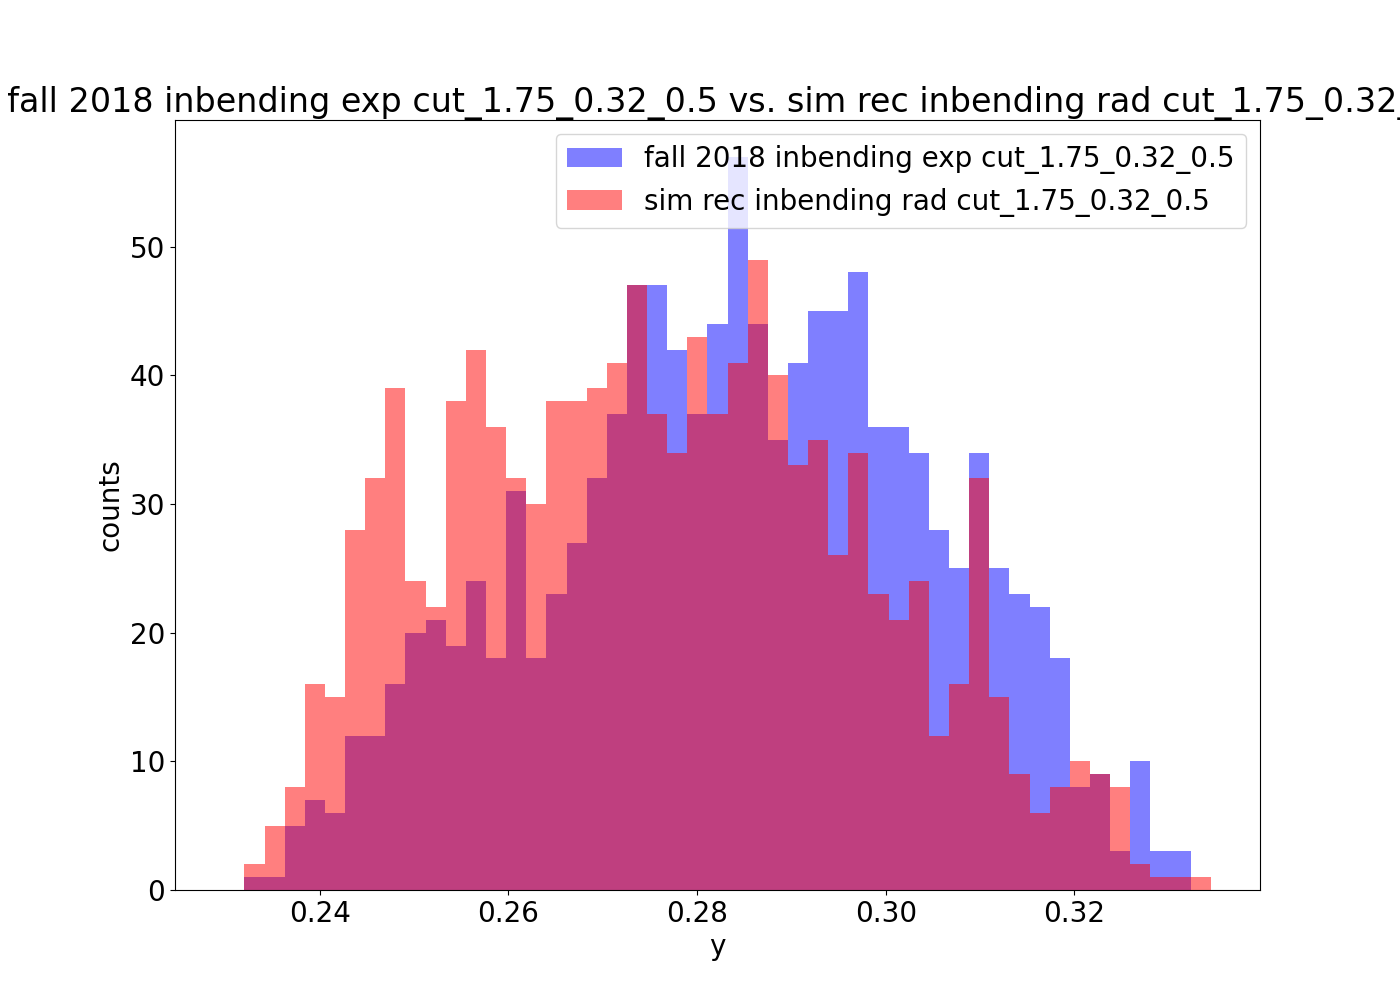 fall 2018 inbending exp cut_1.75_0.32_0.5 vs. sim rec inbending rad cut_1.75_0.32_
fall 2018 inbending exp cut_1.75_0.32_0.5
sim rec inbending rad cut_1.75_0.32_0.5
counts
50
40
30
20
10
0
0.24 0.26 0.28 0.30 0.32
y